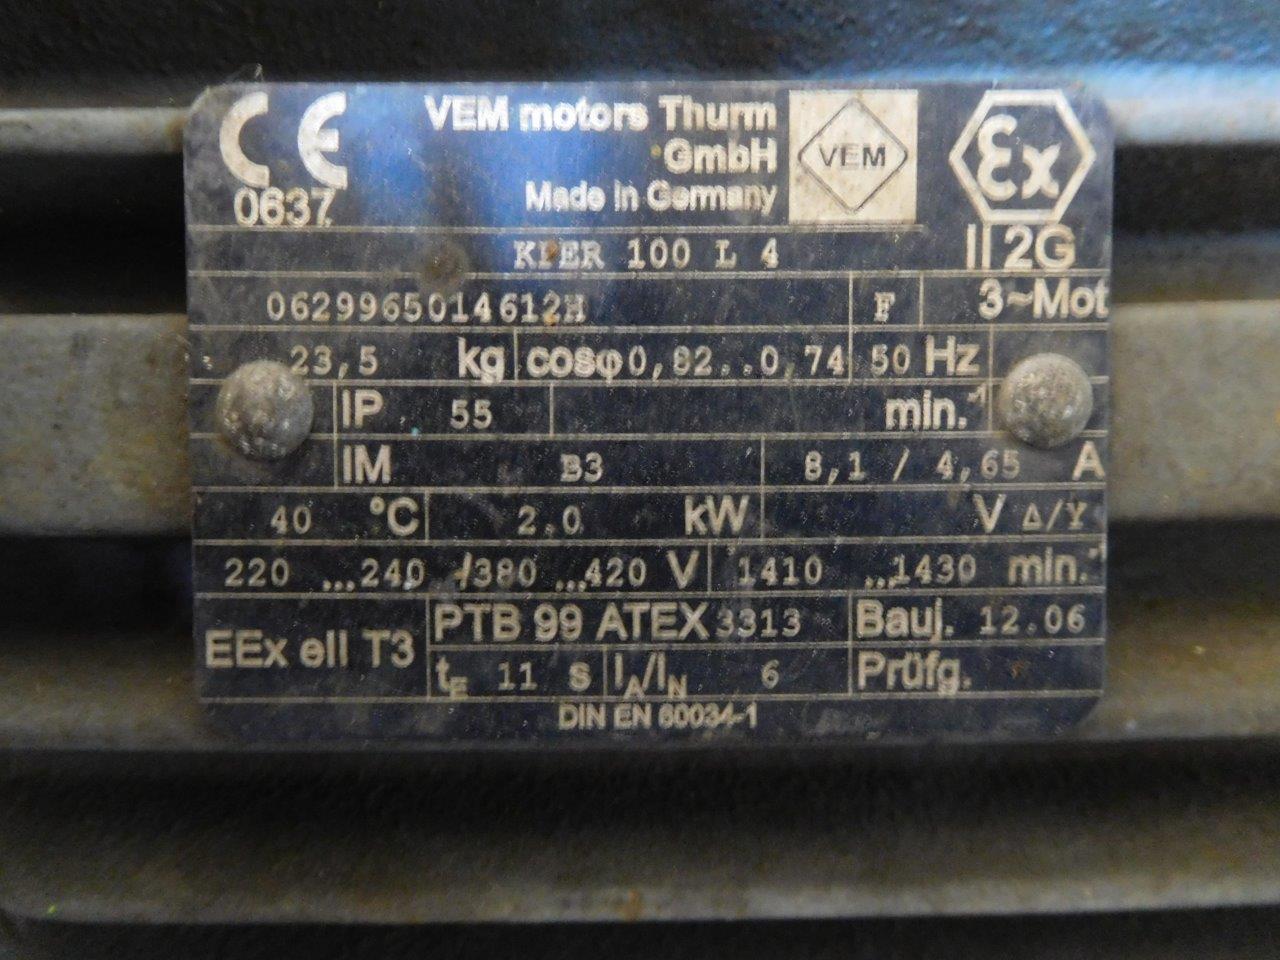 CE
0637
VEM motors Thurm
GmbH
Made in Germany
VEM
Ex
II 2G
KPER 100 L 4
0629965014612H F 3~Mot
23,5 kg cosφ0,82..0,74 50 Hz
IP 55 min.-1
IM B3 8,1 / 4,65 A
40 °C 2.0 kW V Δ/Y
220 ...240 /380 ...420 V 1410 ...1430 min.-1
EEx eII T3
PTB 99 ATEX 3313 Bauj. 12.06
tE 11 s IA/IN 6 Prüfg.
DIN EN 60034-1